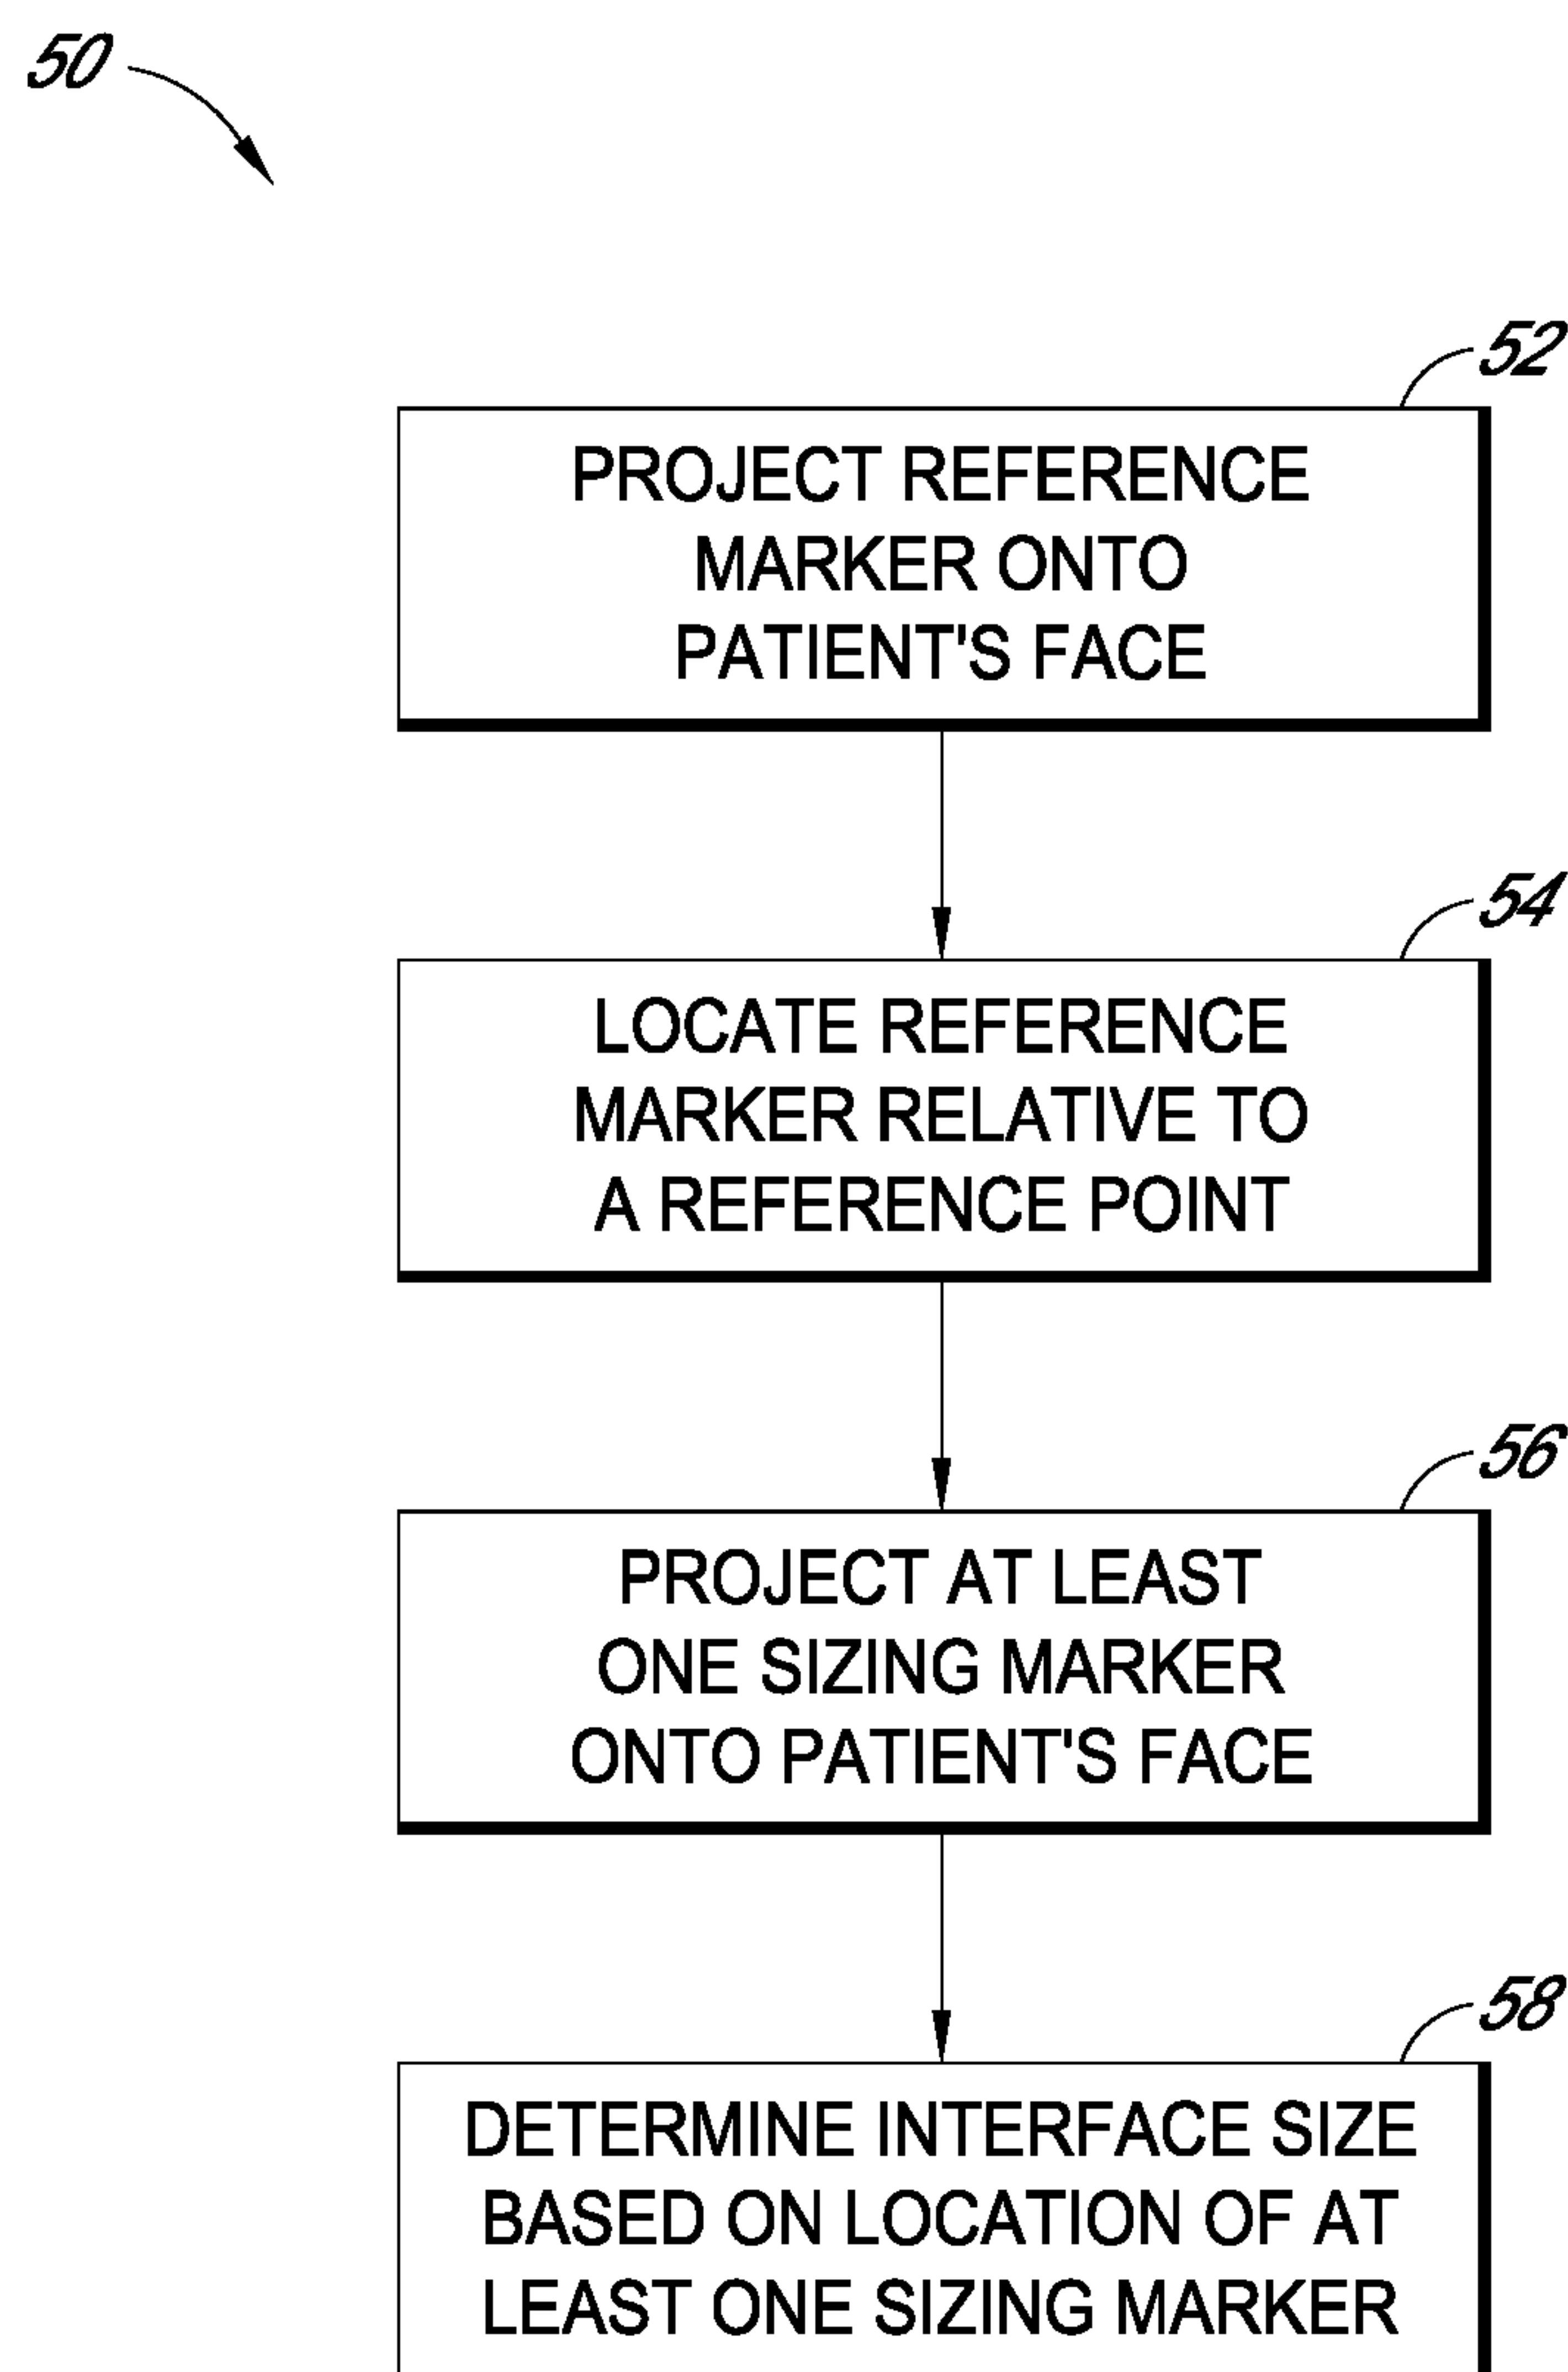 50
52
PROJECT REFERENCE
MARKER ONTO
PATIENT'S FACE
54
LOCATE REFERENCE
MARKER RELATIVE TO
A REFERENCE POINT
56
PROJECT AT LEAST
ONE SIZING MARKER
ONTO PATIENT'S FACE
58
DETERMINE INTERFACE SIZE
BASED ON LOCATION OF AT
LEAST ONE SIZING MARKER